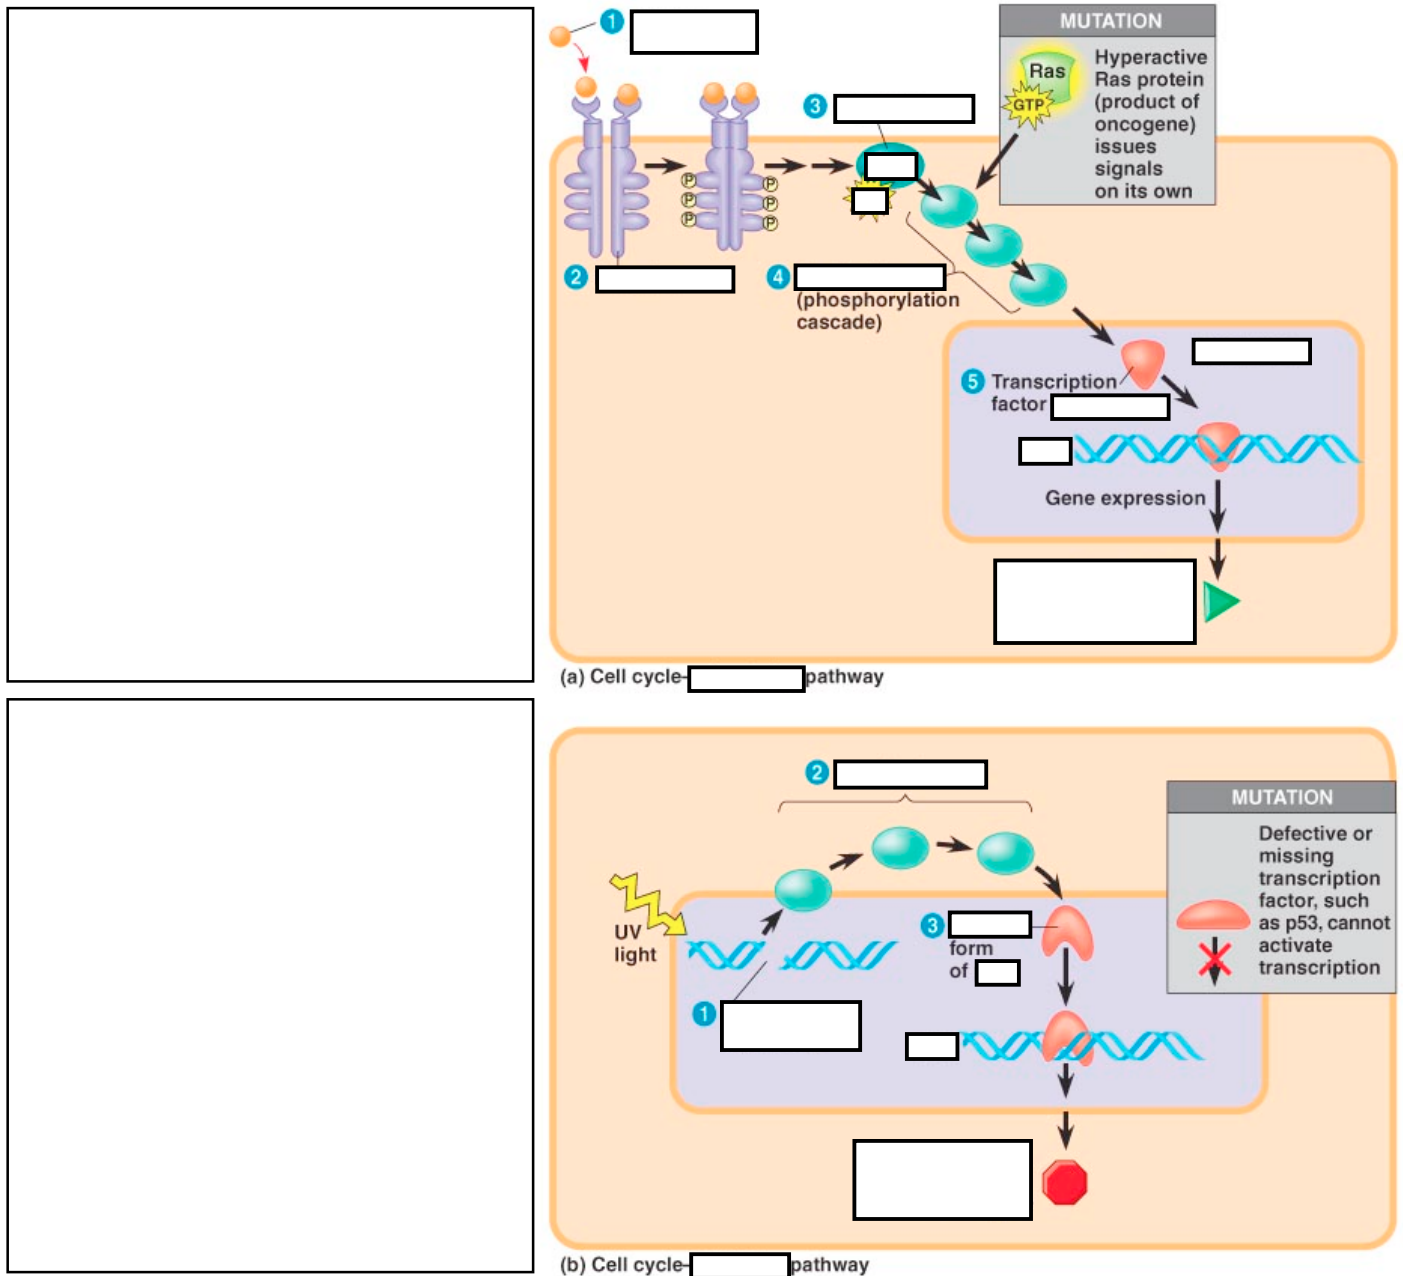 1
MUTATION
Hyperactive
Ras protein
(product of
oncogene)
issues
signals
on its own
Ras
GTP
3
P P
P P
P P
2
4
(phosphorylation
cascade)
5 Transcription
factor
Gene expression
(a) Cell cycle- pathway
2
MUTATION
Defective or
missing
transcription
factor, such
as p53, cannot
activate
transcription
UV
light
3
form
of
1
(b) Cell cycle- pathway